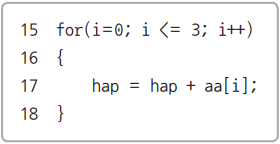 15 for(i=0; i <= 3; i++)
16 {
17     hap = hap + aa[i];
18 }